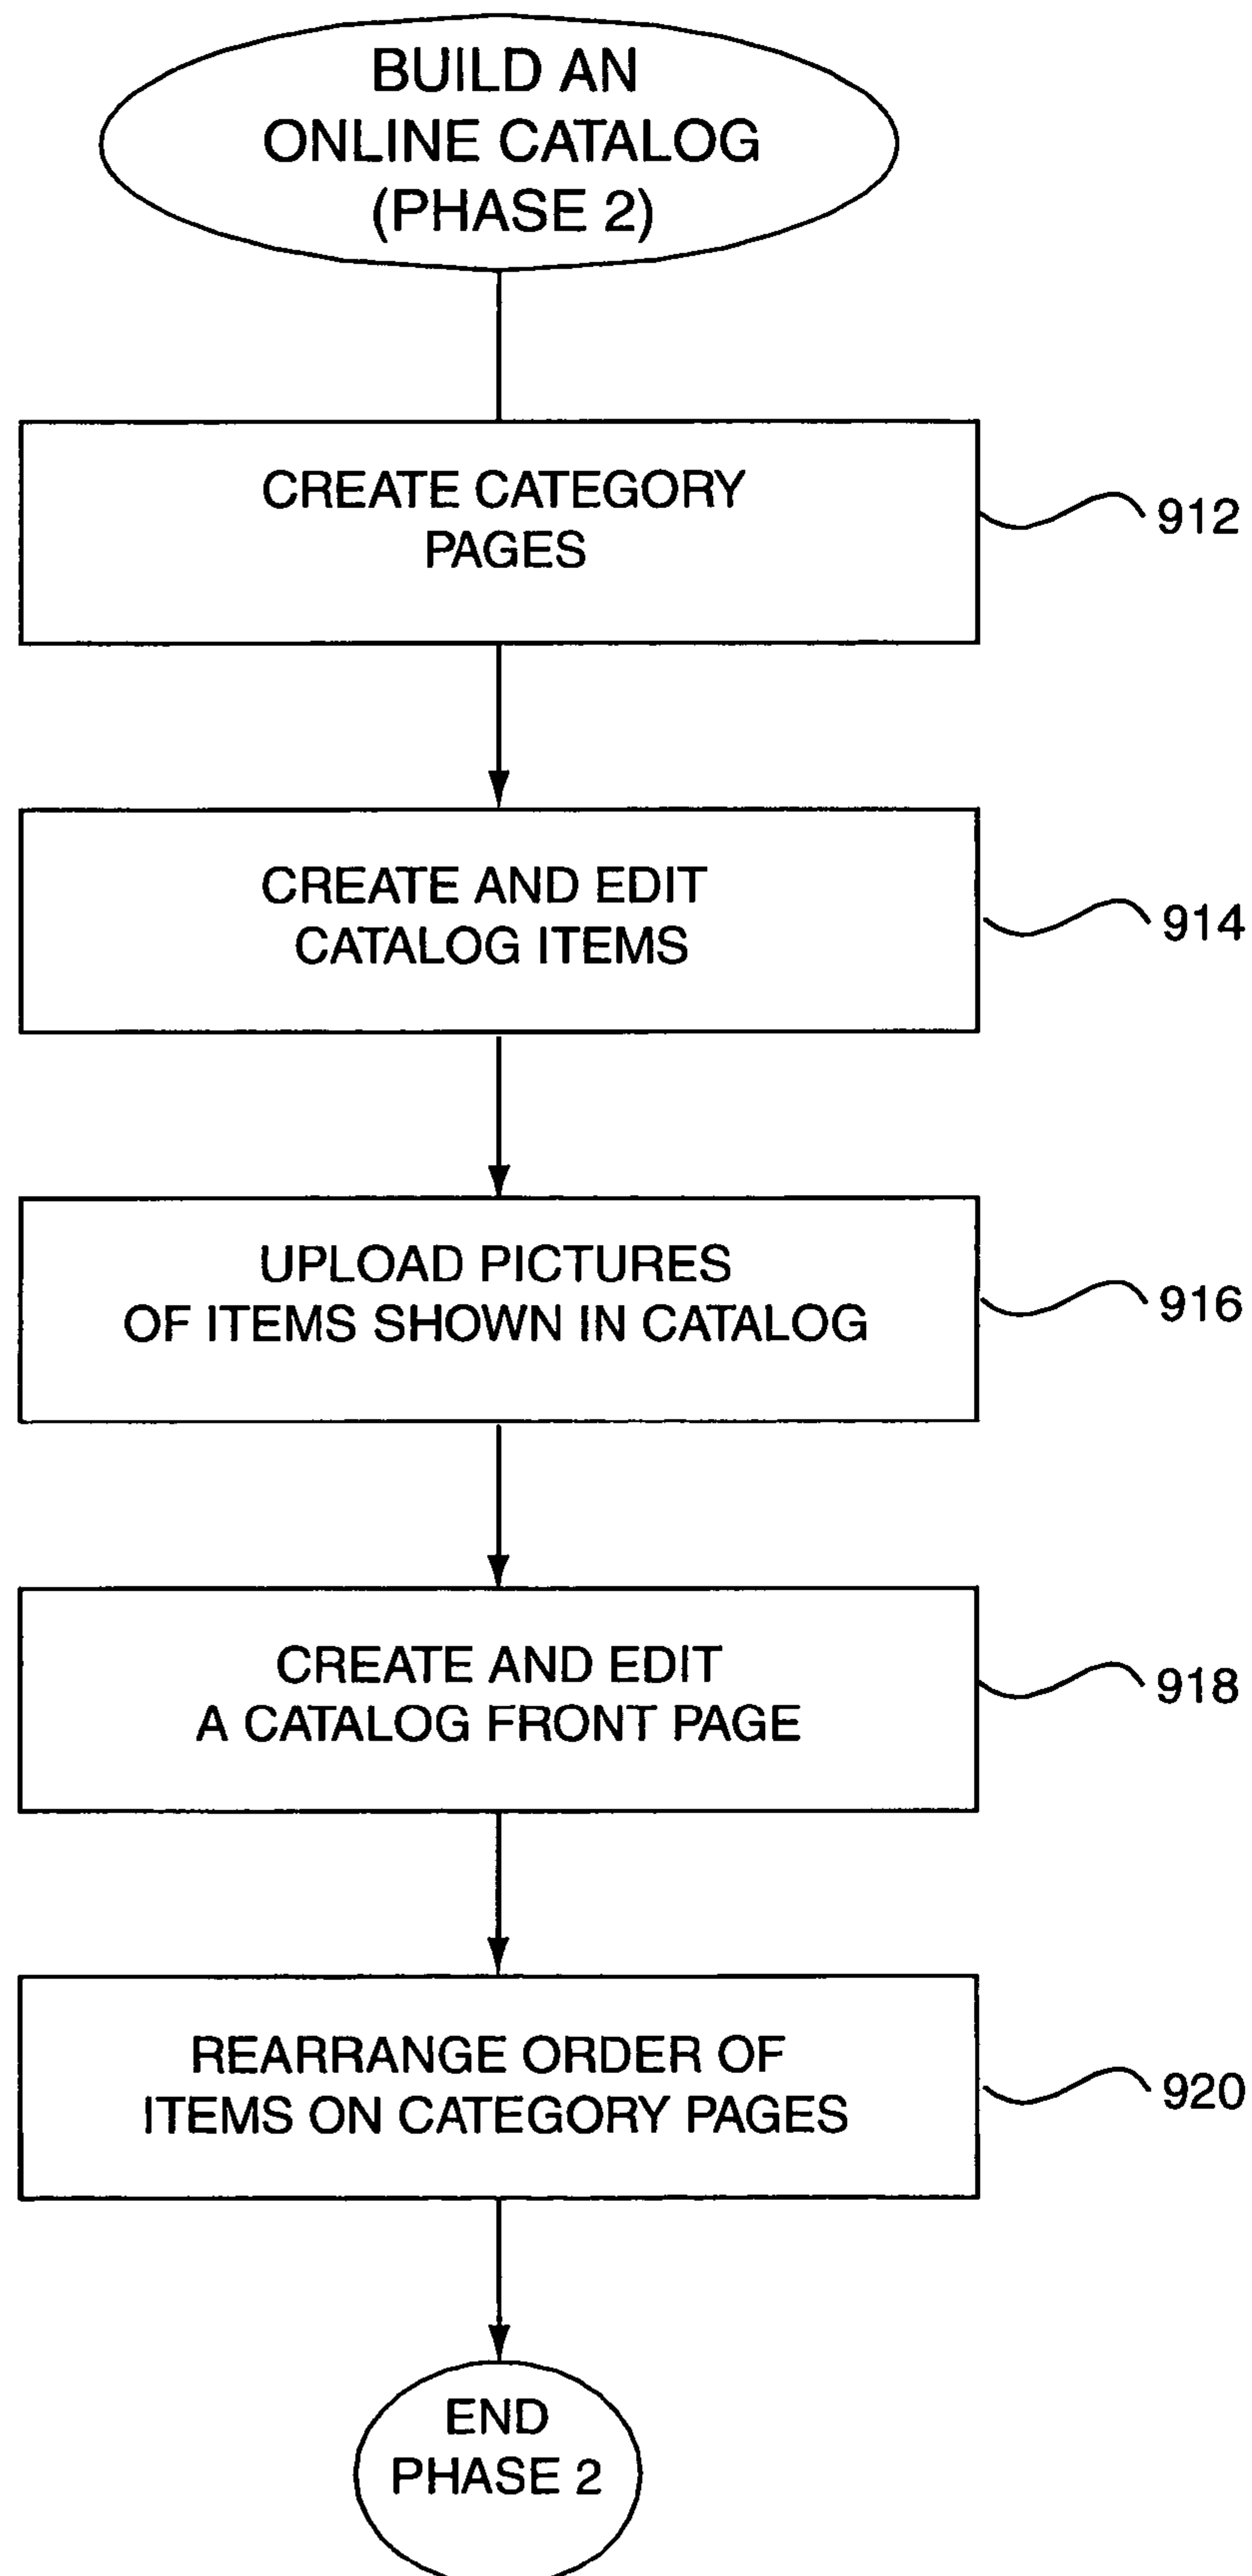 BUILD AN
ONLINE CATALOG
(PHASE 2)
CREATE CATEGORY
PAGES
912
CREATE AND EDIT
CATALOG ITEMS
914
UPLOAD PICTURES
OF ITEMS SHOWN IN CATALOG
916
CREATE AND EDIT
A CATALOG FRONT PAGE
918
REARRANGE ORDER OF
ITEMS ON CATEGORY PAGES
920
END
PHASE 2